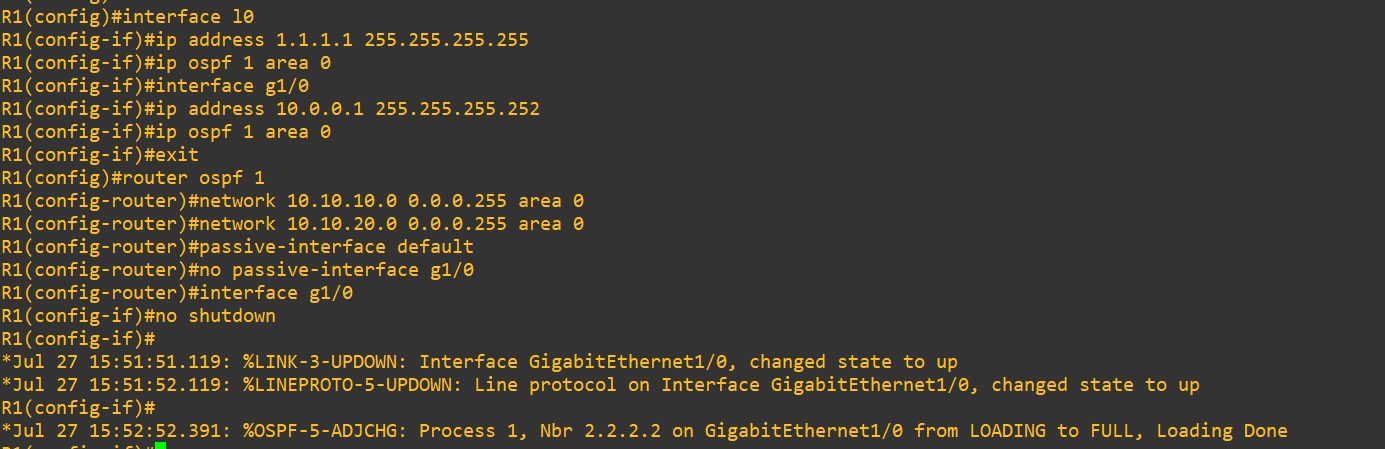 R1(config)#interface l0
R1(config-if)#ip address 1.1.1.1 255.255.255.255
R1(config-if)#ip ospf 1 area 0
R1(config-if)#interface g1/0
R1(config-if)#ip address 10.0.0.1 255.255.255.252
R1(config-if)#ip ospf 1 area 0
R1(config-if)#exit
R1(config)#router ospf 1
R1(config-router)#network 10.10.10.0 0.0.0.255 area 0
R1(config-router)#network 10.10.20.0 0.0.0.255 area 0
R1(config-router)#passive-interface default
R1(config-router)#no passive-interface g1/0
R1(config-router)#interface g1/0
R1(config-if)#no shutdown
R1(config-if)#
*Jul 27 15:51:51.119: %LINK-3-UPDOWN: Interface GigabitEthernet1/0, changed state to up
*Jul 27 15:51:52.119: %LINEPROTO-5-UPDOWN: Line protocol on Interface GigabitEthernet1/0, changed state to up
R1(config-if)#
*Jul 27 15:52:52.391: %OSPF-5-ADJCHG: Process 1, Nbr 2.2.2.2 on GigabitEthernet1/0 from LOADING to FULL, Loading Done